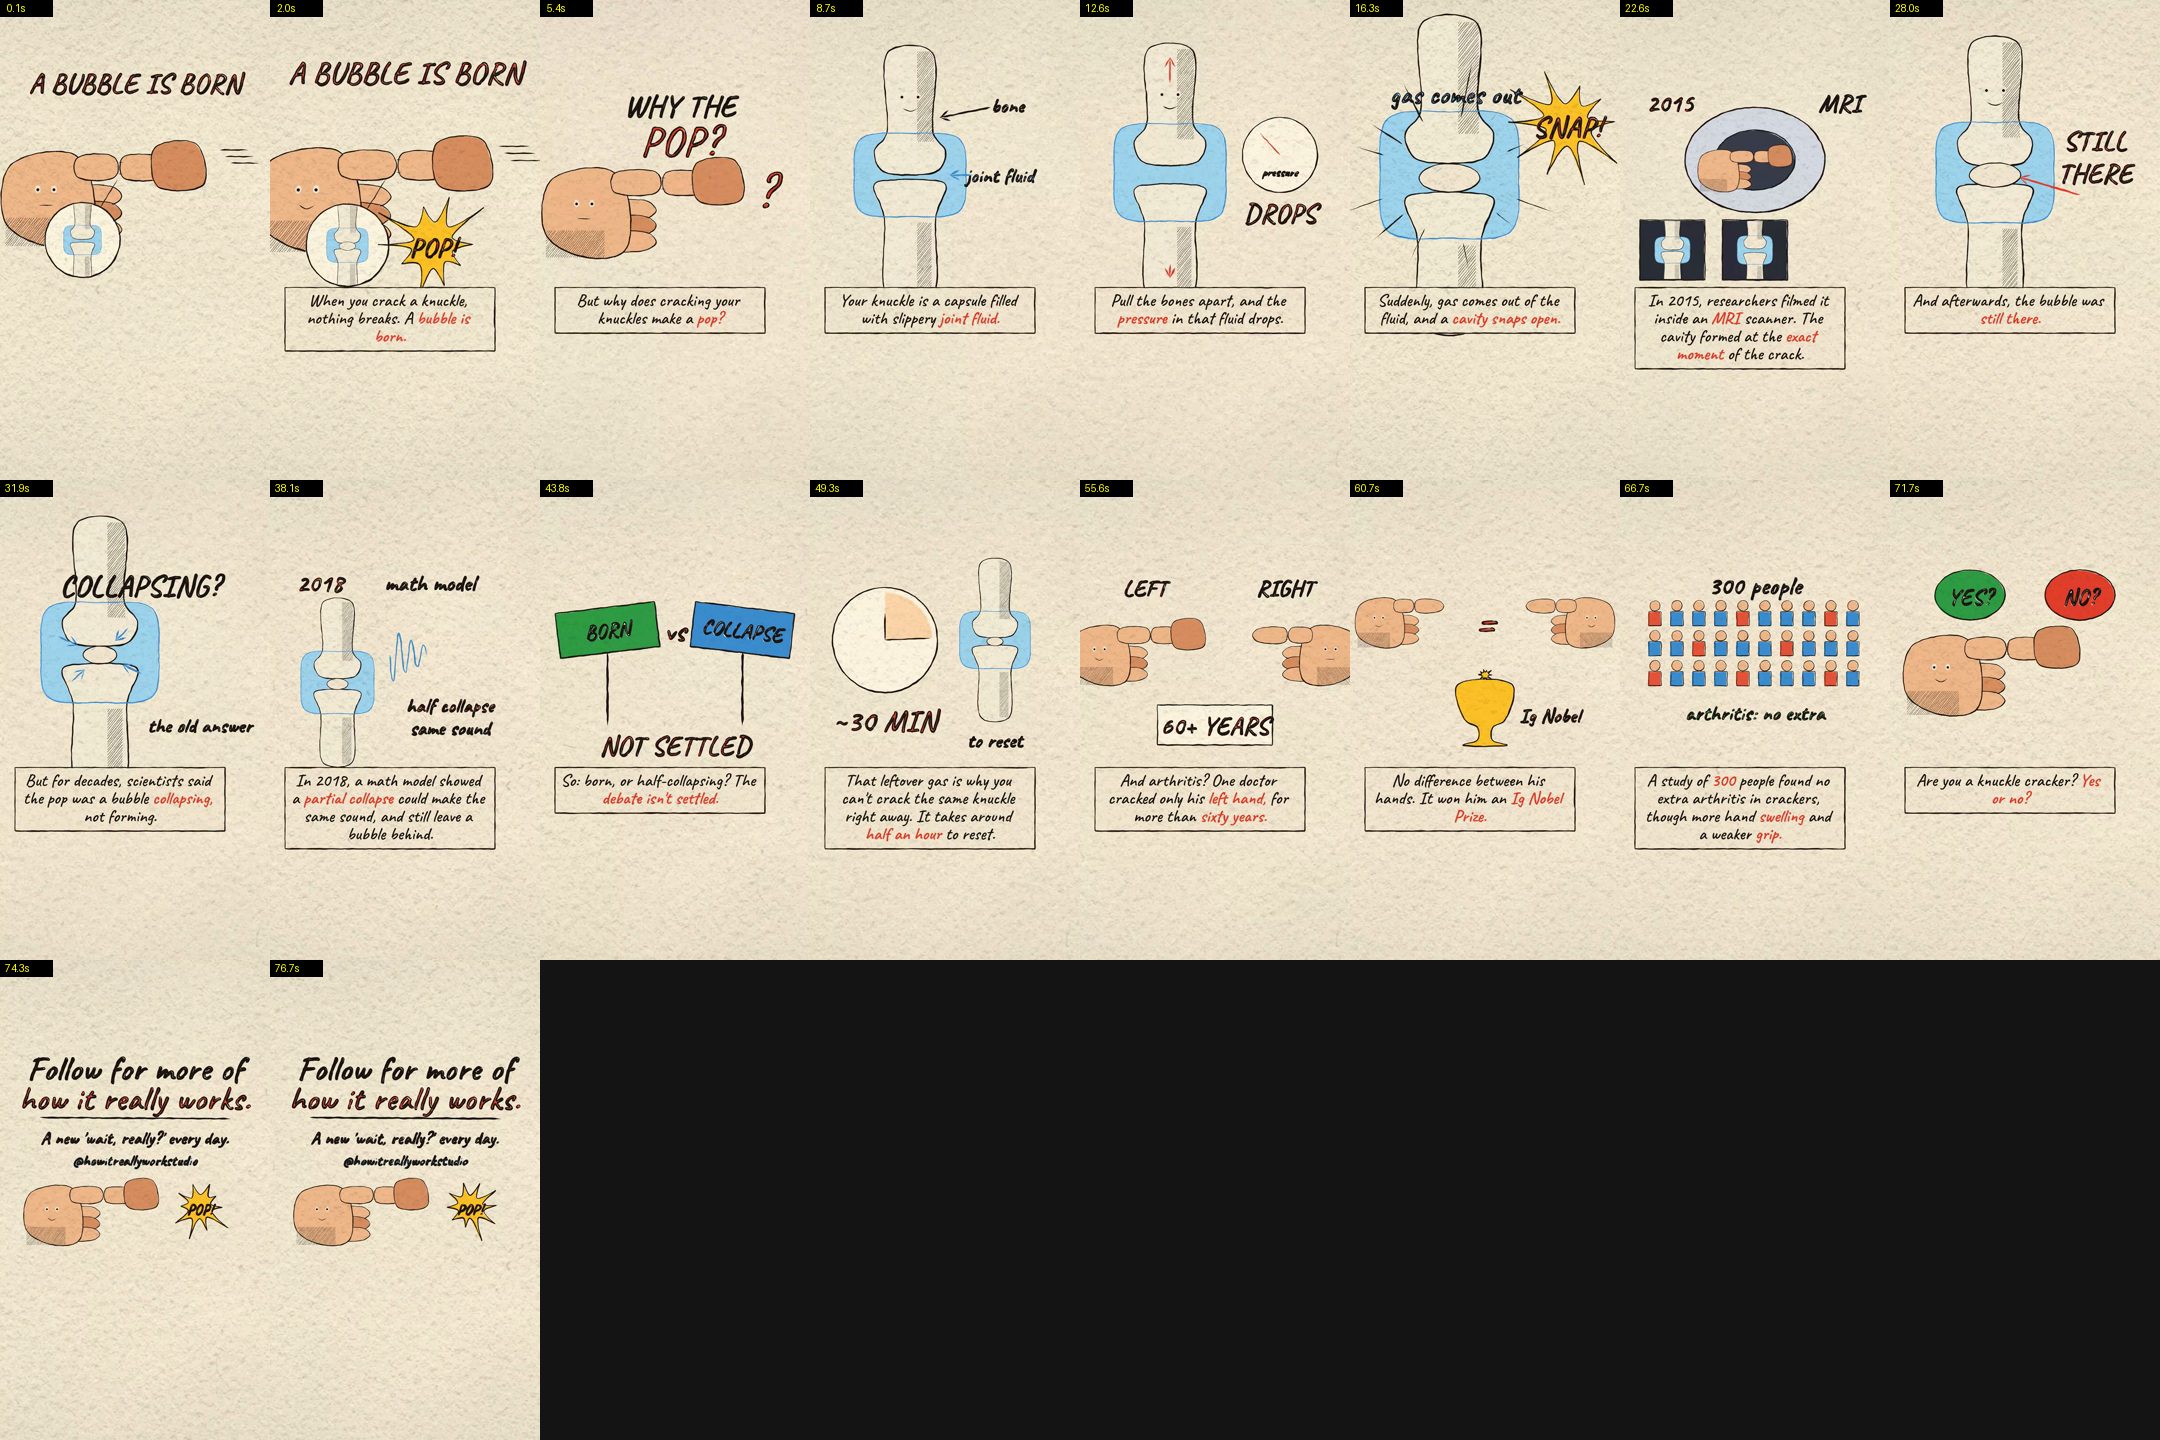 0.1s
A BUBBLE IS BORN
2.0s
A BUBBLE IS BORN
POP!
When you crack a knuckle,
nothing breaks. A bubble is
born.
5.4s
WHY THE
POP?
?
But why does cracking your
knuckles make a pop?
8.7s
bone
joint fluid
Your knuckle is a capsule filled
with slippery joint fluid.
12.6s
pressure
DROPS
Pull the bones apart, and the
pressure in that fluid drops.
16.3s
gas comes out
SNAP!
Suddenly, gas comes out of the
fluid, and a cavity snaps open.
22.6s
2015
MRI
In 2015, researchers filmed it
inside an MRI scanner. The
cavity formed at the exact
moment of the crack.
28.0s
STILL
THERE
And afterwards, the bubble was
still there.
31.9s
COLLAPSING?
the old answer
But for decades, scientists said
the pop was a bubble collapsing,
not forming.
38.1s
2018
math model
half collapse
same sound
In 2018, a math model showed
a partial collapse could make the
same sound, and still leave a
bubble behind.
43.8s
BORN
vs
COLLAPSE
NOT SETTLED
So: born, or half-collapsing? The
debate isn't settled.
49.3s
~30 MIN
to reset
That leftover gas is why you
can't crack the same knuckle
right away. It takes around
half an hour to reset.
55.6s
LEFT
RIGHT
60+ YEARS
And arthritis? One doctor
cracked only his left hand, for
more than sixty years.
60.7s
=
Ig Nobel
No difference between his
hands. It won him an Ig Nobel
Prize.
66.7s
300 people
arthritis: no extra
A study of 300 people found no
extra arthritis in crackers,
though more hand swelling and
a weaker grip.
71.7s
YES?
NO?
Are you a knuckle cracker? Yes
or no?
74.3s
Follow for more of
how it really works.
A new 'wait, really?' every day.
@howitreallyworkstudio
POP!
76.7s
Follow for more of
how it really works.
A new 'wait, really?' every day.
@howitreallyworkstudio
POP!